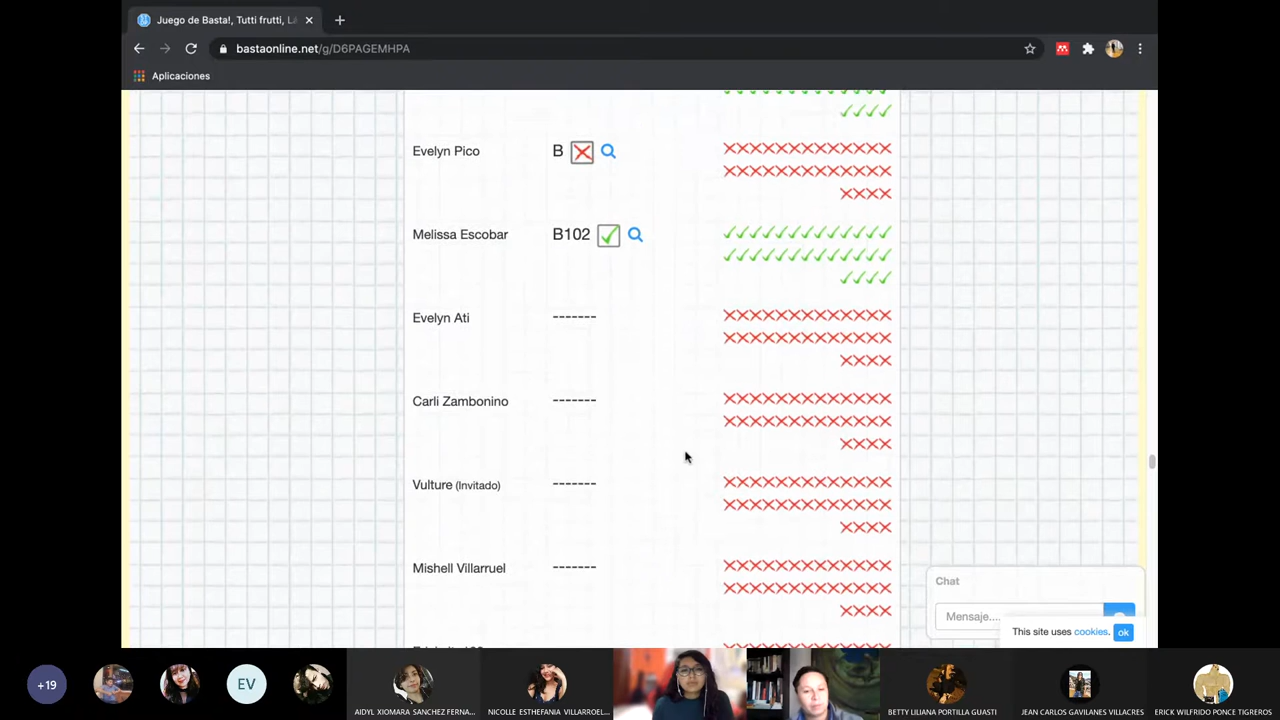 Juego de Basta!, Tutti frutti, LA
bastaonline.net/g/D6PAGEMHPA
Aplicaciones
Evelyn Pico B
Melissa Escobar B102
Evelyn Ati -------
Carli Zambonino -------
Vulture (Invitado) -------
Mishell Villarruel -------
Chat
Mensaje....
This site uses cookies. ok
+19
EV
AIDYL XIOMARA SANCHEZ FERNA...
NICOLLE ESTHEFANIA VILLARROEL...
BETTY LILIANA PORTILLA GUASTI
JEAN CARLOS GAVILANES VILLACRES
ERICK WILFRIDO PONCE TIGREROS